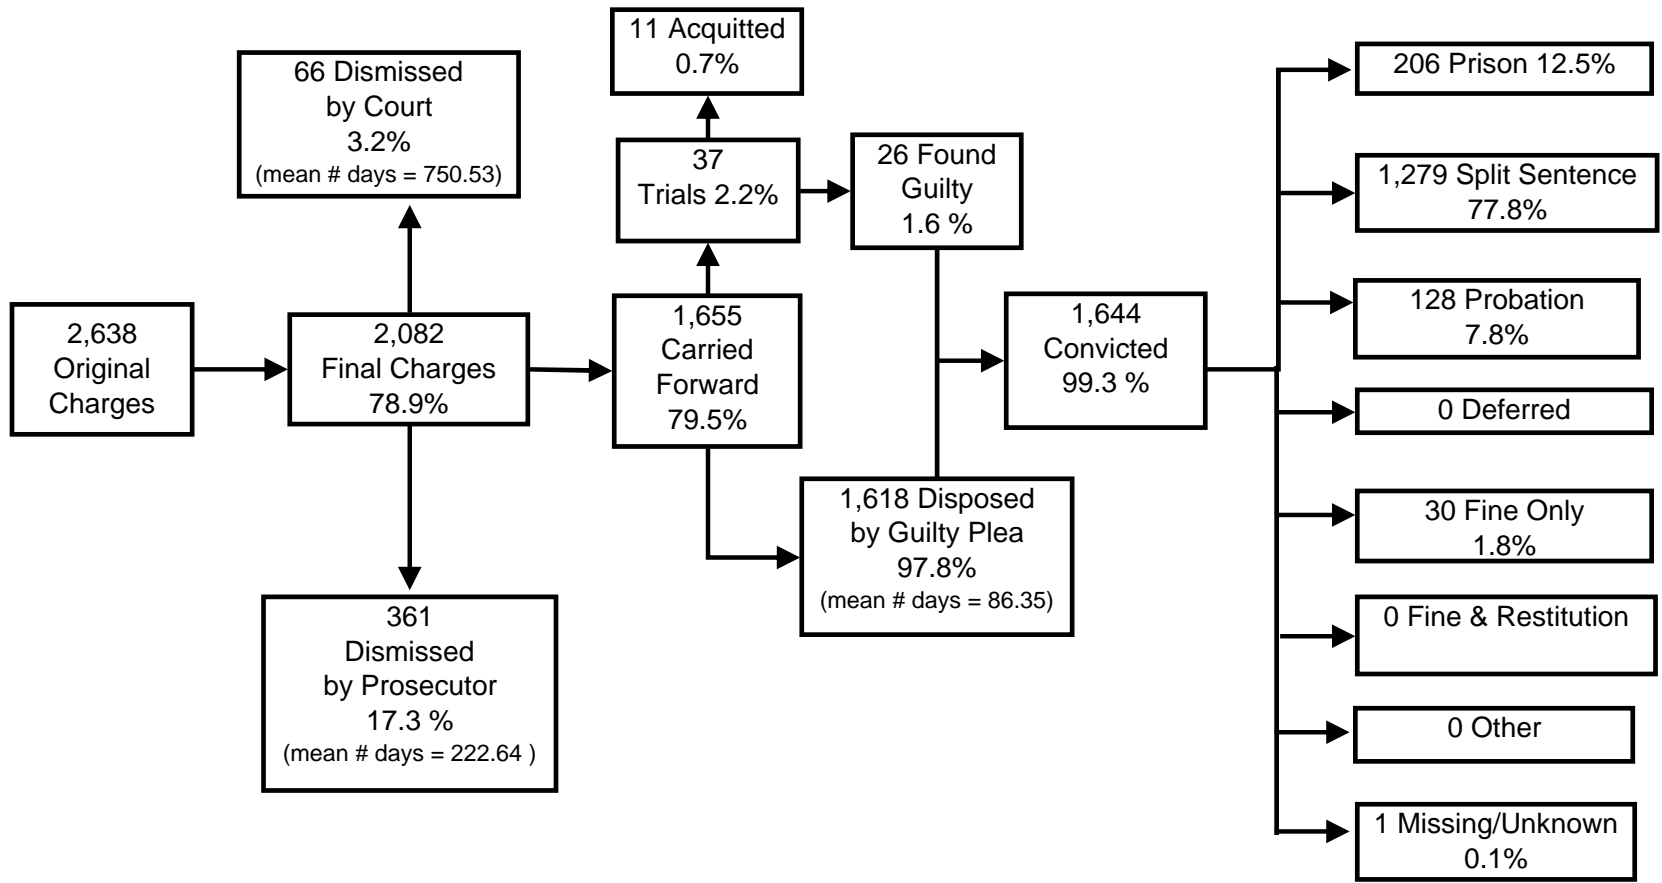 2,638
Original
Charges
2,082
Final Charges
78.9%
66 Dismissed
by Court
3.2%
(mean # days = 750.53)
361
Dismissed
by Prosecutor
17.3 %
(mean # days = 222.64 )
1,655
Carried
Forward
79.5%
37
Trials 2.2%
11 Acquitted
0.7%
26 Found
Guilty
1.6 %
1,618 Disposed
by Guilty Plea
97.8%
(mean # days = 86.35)
1,644
Convicted
99.3 %
206 Prison 12.5%
1,279 Split Sentence
77.8%
128 Probation
7.8%
0 Deferred
30 Fine Only
1.8%
0 Fine & Restitution
0 Other
1 Missing/Unknown
0.1%